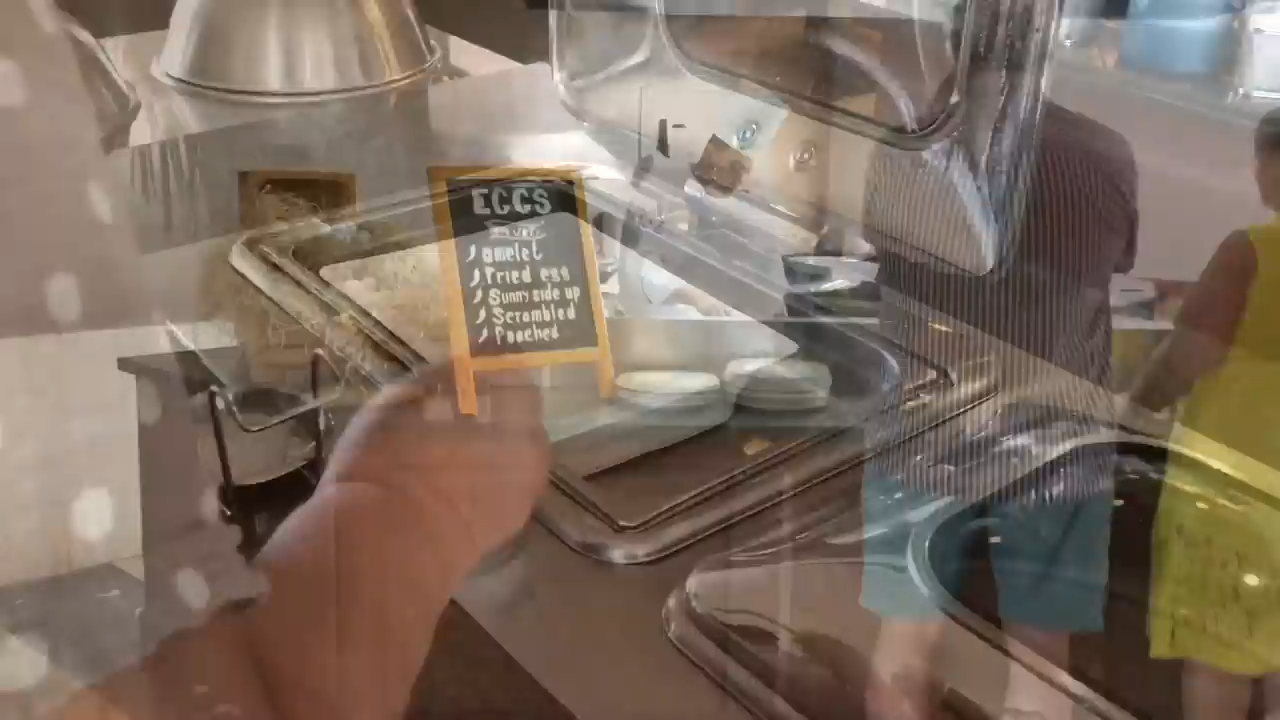 EGGS
omelet
Fried egg
Sunny side up
Scrambled
Poached